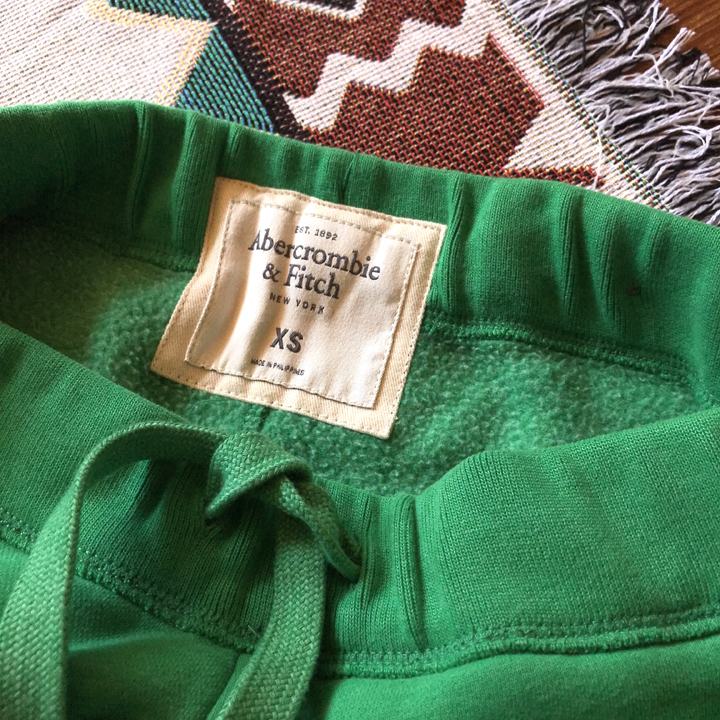 EST. 1892
Abercrombie
& Fitch
NEW YORK
XS
MADE IN PHILIPPINES